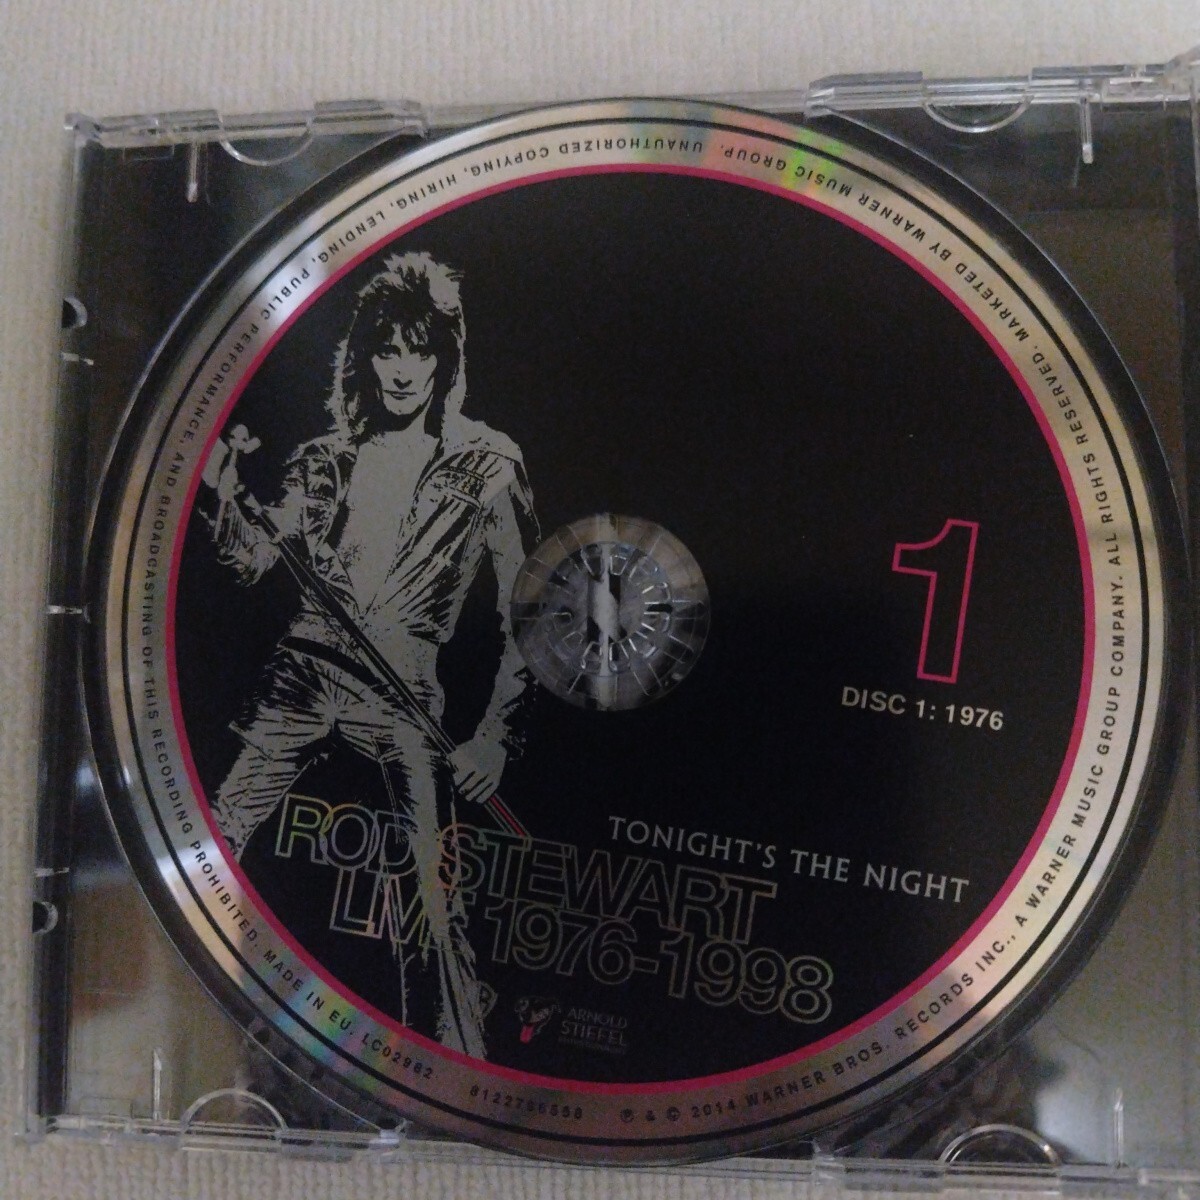 1
DISC 1: 1976
TONIGHT'S THE NIGHT
ROD STEWART
LIVE 1976-1998
ARNOLD
STIEFEL
℗ & © 2014 WARNER BROS. RECORDS INC., A WARNER MUSIC GROUP COMPANY. ALL RIGHTS RESERVED. MARKETED BY WARNER MUSIC GROUP. UNAUTHORIZED COPYING, HIRING, LENDING, PUBLIC PERFORMANCE, AND BROADCASTING OF THIS RECORDING PROHIBITED. MADE IN EU. LC02982